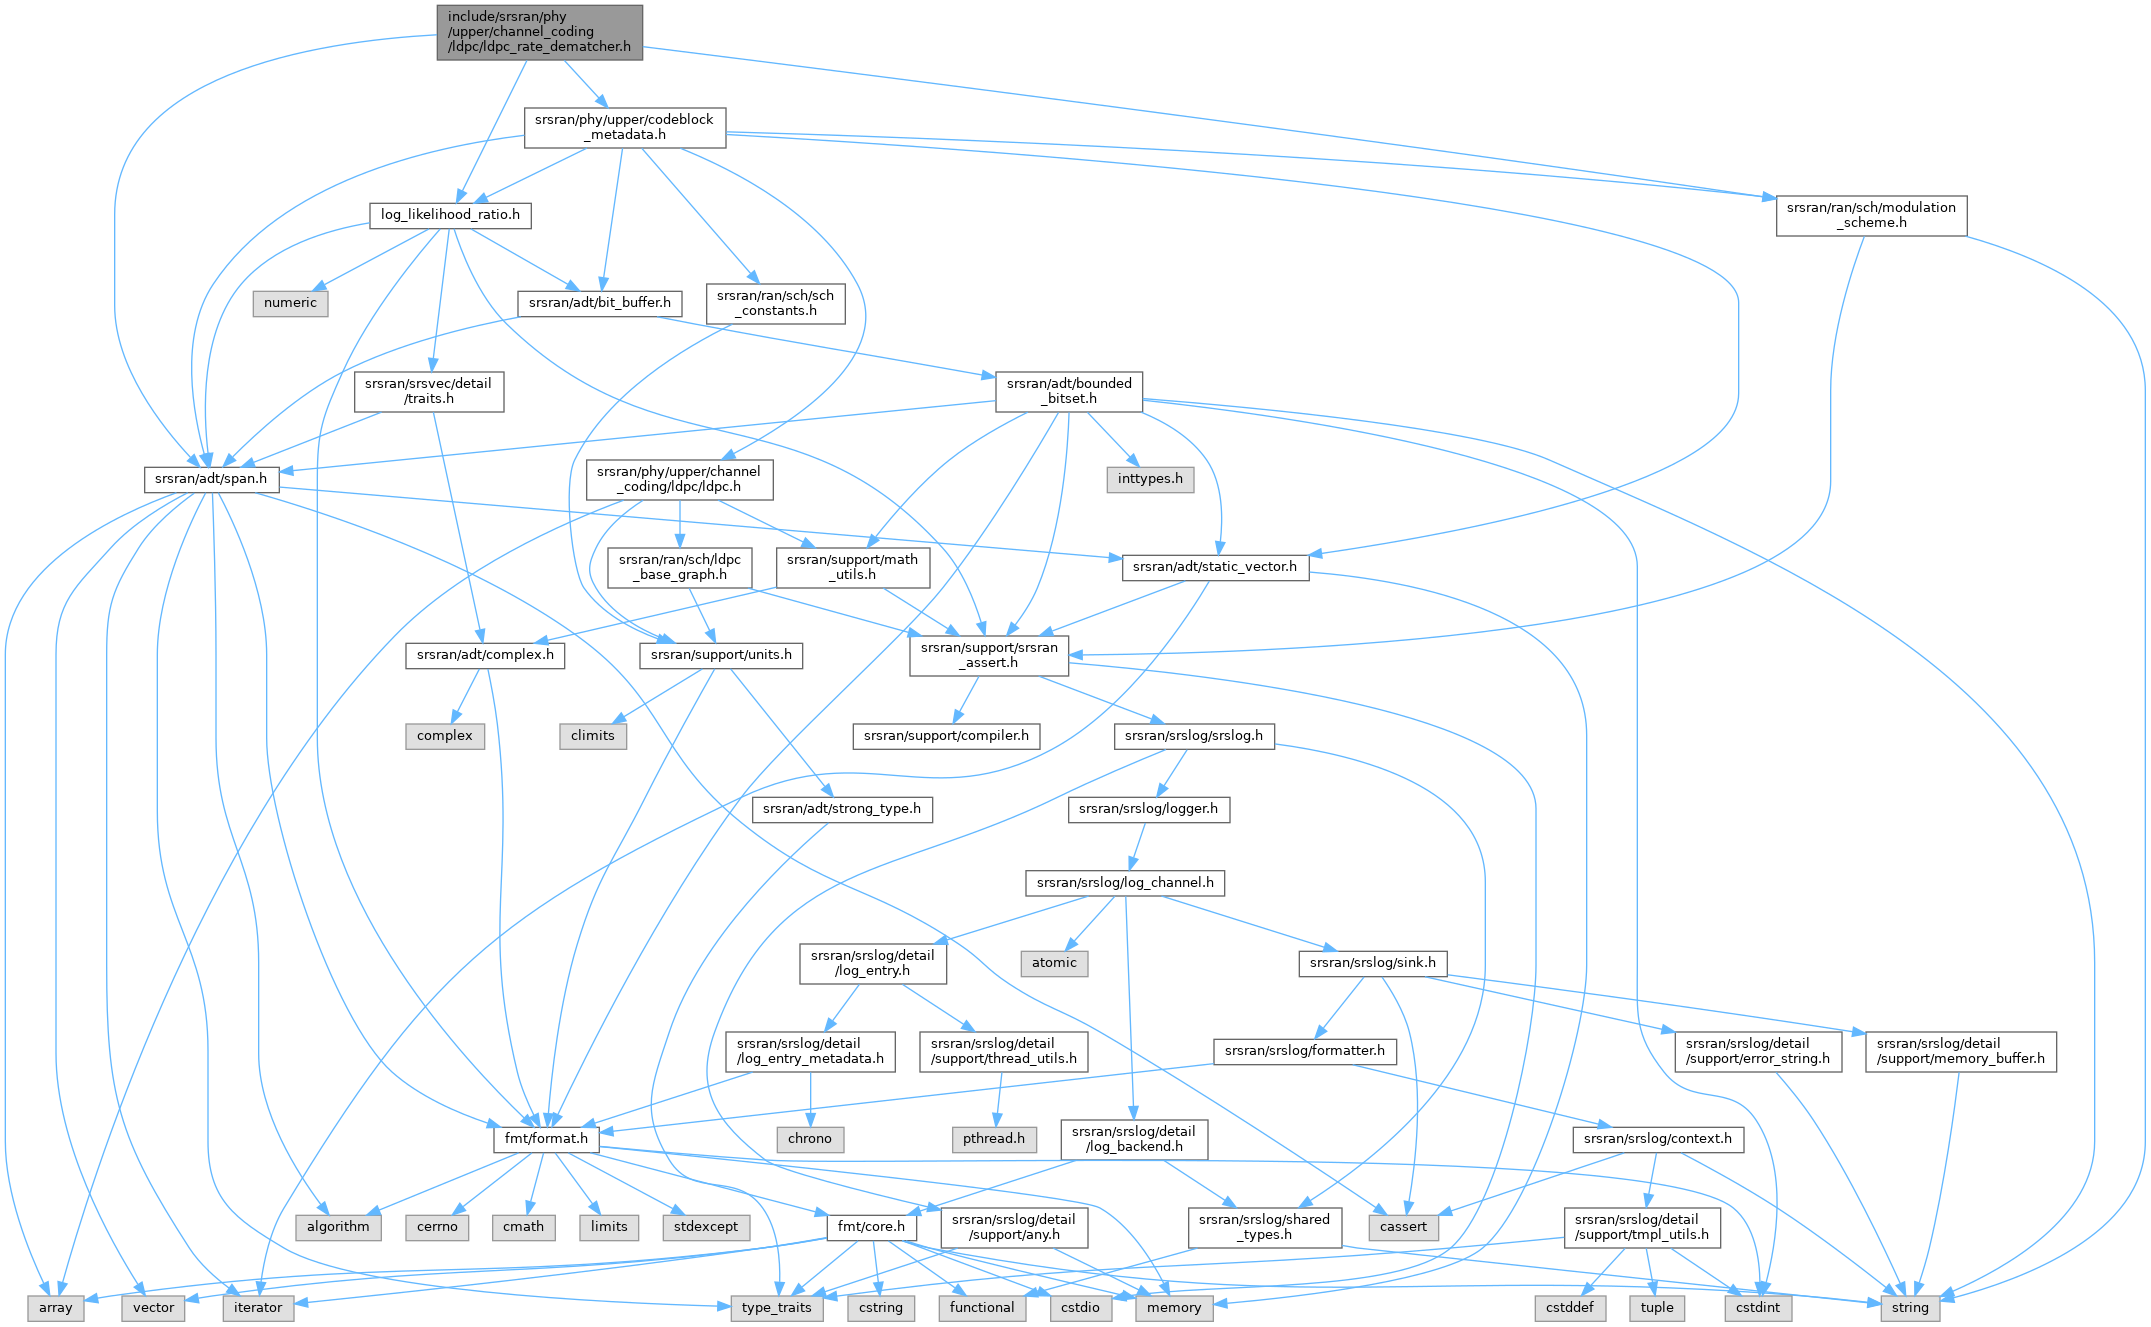 include/srsran/phy
/upper/channel_coding
/ldpc/ldpc_rate_dematcher.h
srsran/phy/upper/codeblock
_metadata.h
log_likelihood_ratio.h
srsran/ran/sch/modulation
_scheme.h
numeric
srsran/adt/bit_buffer.h
srsran/ran/sch/sch
_constants.h
srsran/srsvec/detail
/traits.h
srsran/adt/bounded
_bitset.h
srsran/adt/span.h
srsran/phy/upper/channel
_coding/ldpc/ldpc.h
inttypes.h
srsran/ran/sch/ldpc
_base_graph.h
srsran/support/math
_utils.h
srsran/adt/static_vector.h
srsran/adt/complex.h
srsran/support/units.h
srsran/support/srsran
_assert.h
complex
climits
srsran/support/compiler.h
srsran/srslog/srslog.h
srsran/adt/strong_type.h
srsran/srslog/logger.h
srsran/srslog/log_channel.h
srsran/srslog/detail
/log_entry.h
atomic
srsran/srslog/sink.h
srsran/srslog/detail
/log_entry_metadata.h
srsran/srslog/detail
/support/thread_utils.h
srsran/srslog/formatter.h
srsran/srslog/detail
/support/error_string.h
srsran/srslog/detail
/support/memory_buffer.h
fmt/format.h
chrono
pthread.h
srsran/srslog/detail
/log_backend.h
srsran/srslog/context.h
algorithm
cerrno
cmath
limits
stdexcept
fmt/core.h
srsran/srslog/detail
/support/any.h
srsran/srslog/shared
_types.h
cassert
srsran/srslog/detail
/support/tmpl_utils.h
array
vector
iterator
type_traits
cstring
functional
cstdio
memory
cstddef
tuple
cstdint
string